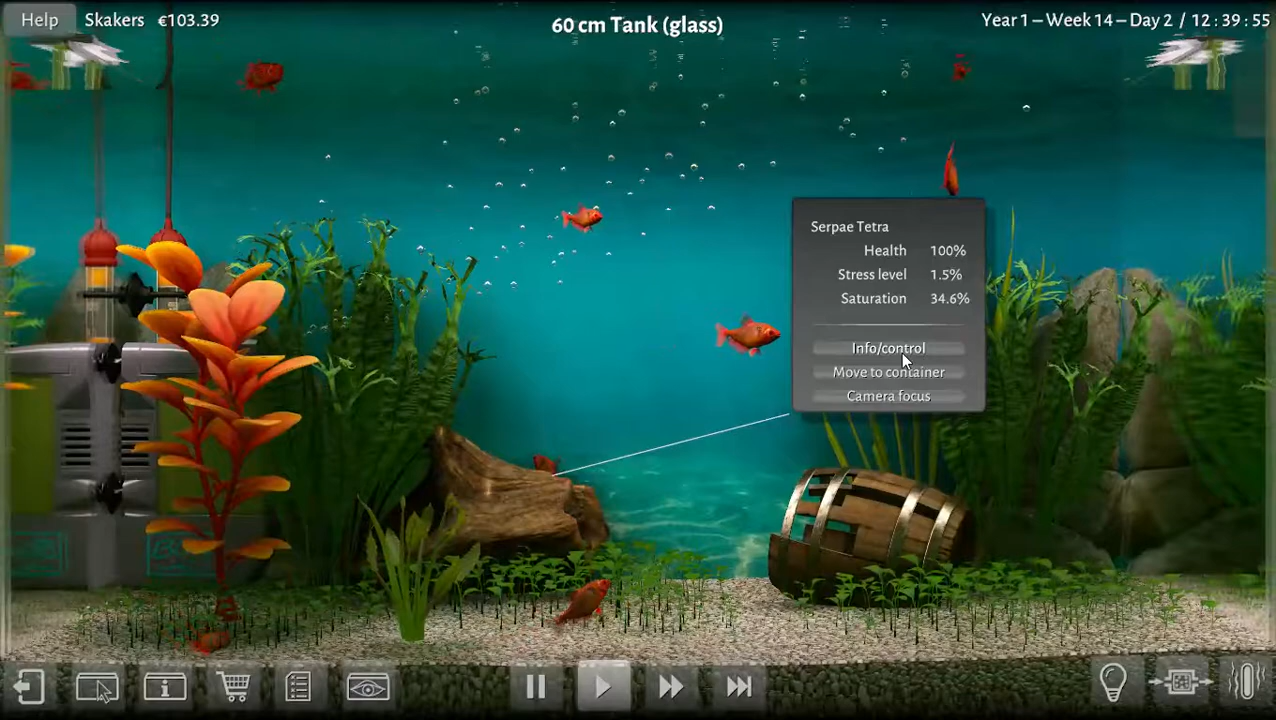 Help Skakers €103.39
60 cm Tank (glass)
Year 1 – Week 14 – Day 2 / 12:39:55
Serpae Tetra
Health 100%
Stress level 1.5%
Saturation 34.6%
Info/control
Move to container
Camera focus